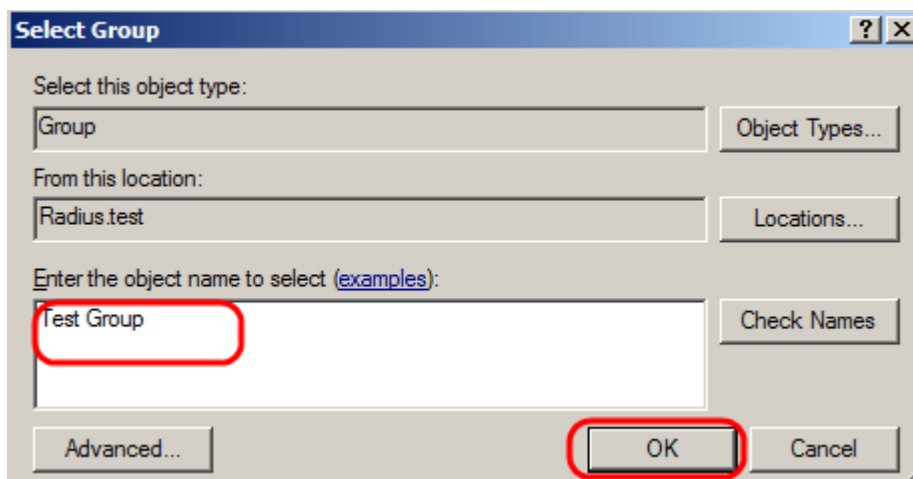 Select Group
Select this object type:
Group
Object Types...
From this location:
Radius.test
Locations...
Enter the object name to select (examples):
Test Group
Check Names
Advanced...
OK
Cancel